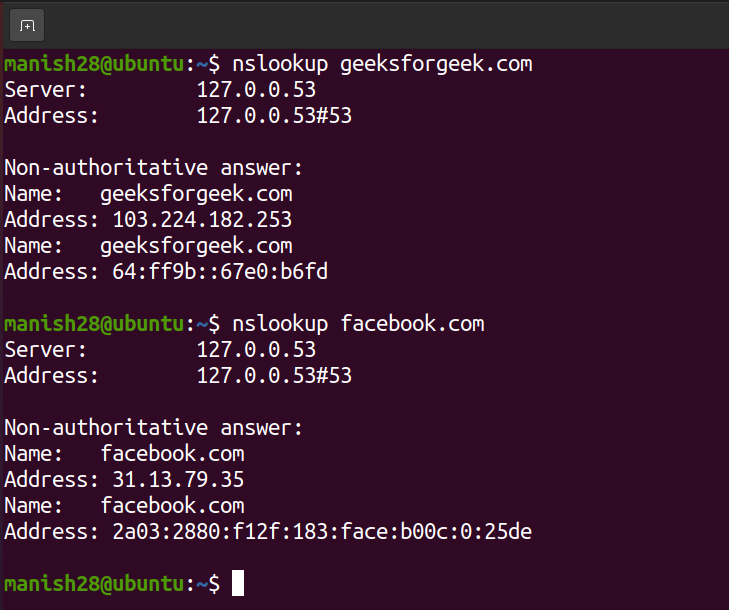 manish28@ubuntu:~$ nslookup geeksforgeek.com
Server:         127.0.0.53
Address:        127.0.0.53#53

Non-authoritative answer:
Name:   geeksforgeek.com
Address: 103.224.182.253
Name:   geeksforgeek.com
Address: 64:ff9b::67e0:b6fd

manish28@ubuntu:~$ nslookup facebook.com
Server:         127.0.0.53
Address:        127.0.0.53#53

Non-authoritative answer:
Name:   facebook.com
Address: 31.13.79.35
Name:   facebook.com
Address: 2a03:2880:f12f:183:face:b00c:0:25de

manish28@ubuntu:~$